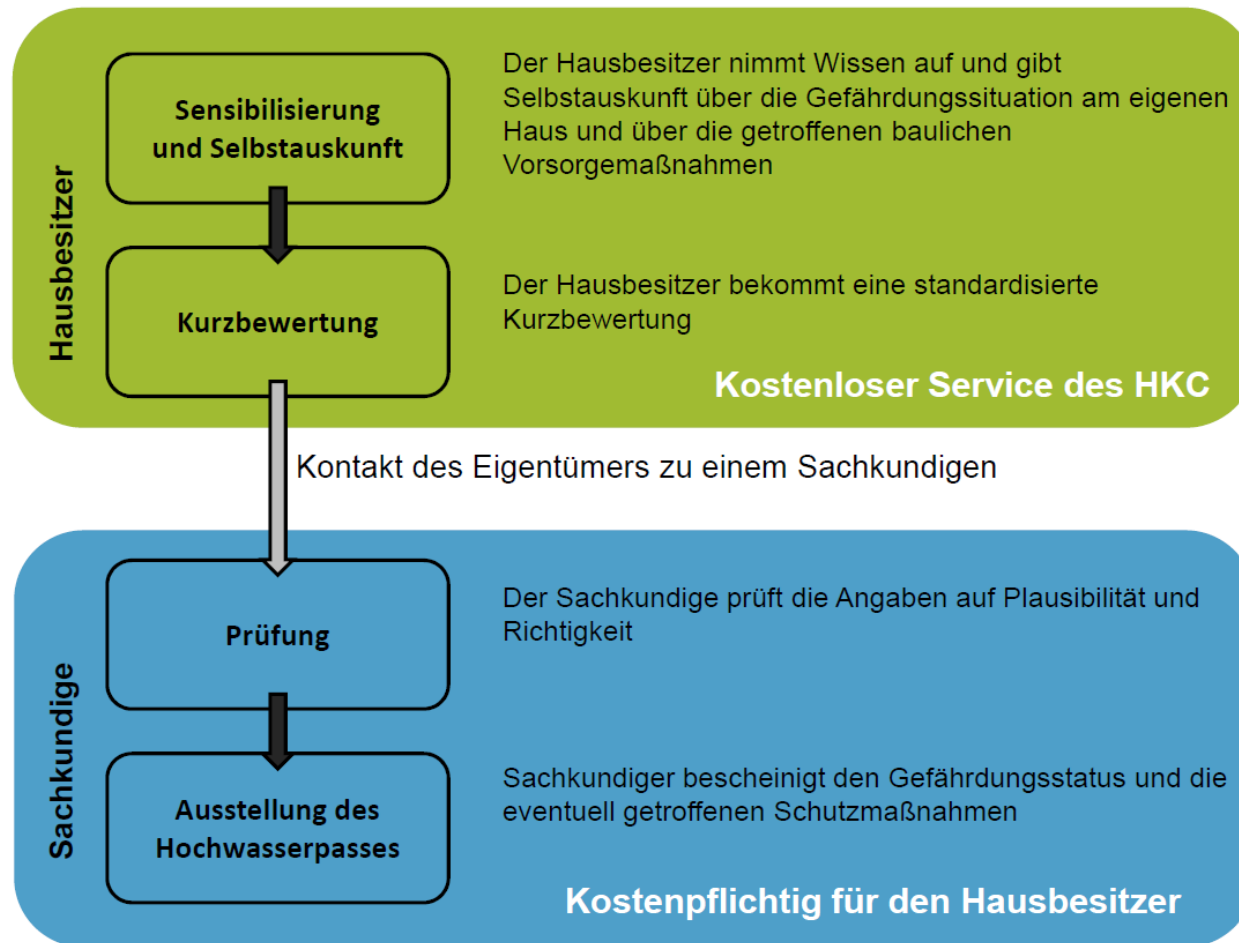 Hausbesitzer
Sensibilisierung
und Selbstauskunft
Der Hausbesitzer nimmt Wissen auf und gibt
Selbstauskunft über die Gefährdungssituation am eigenen
Haus und über die getroffenen baulichen
Vorsorgemaßnahmen
Kurzbewertung
Der Hausbesitzer bekommt eine standardisierte
Kurzbewertung
Kostenloser Service des HKC
Kontakt des Eigentümers zu einem Sachkundigen
Sachkundige
Prüfung
Der Sachkundige prüft die Angaben auf Plausibilität und
Richtigkeit
Ausstellung des
Hochwasserpasses
Sachkundiger bescheinigt den Gefährdungsstatus und die
eventuell getroffenen Schutzmaßnahmen
Kostenpflichtig für den Hausbesitzer